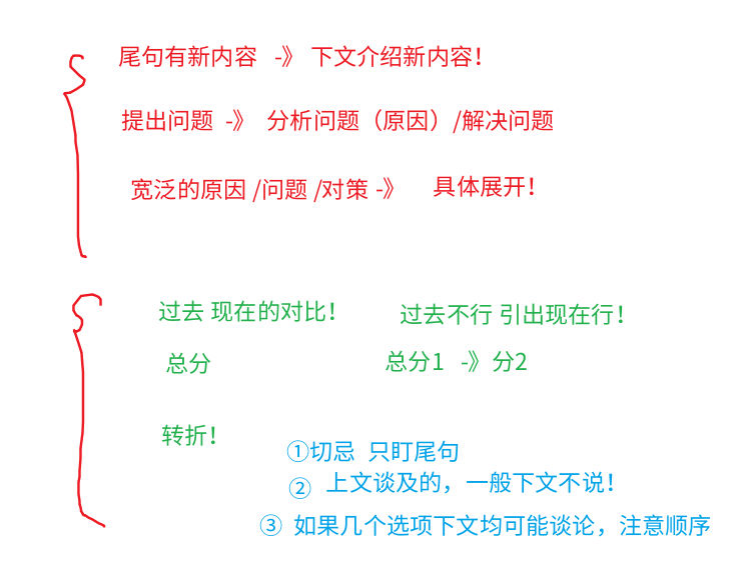 尾句有新内容 -》 下文介绍新内容！
提出问题 -》 分析问题（原因）/解决问题
宽泛的原因 /问题 /对策 -》 具体展开！
过去 现在的对比！ 过去不行 引出现在行！
总分 总分1 -》分2
转折！
①切忌 只盯尾句
② 上文谈及的，一般下文不说！
③ 如果几个选项下文均可能谈论，注意顺序